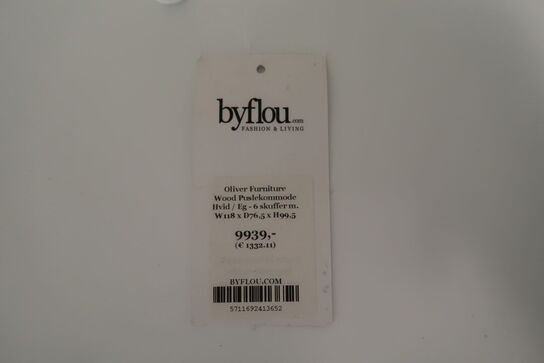 byflou.com
FASHION & LIVING
Oliver Furniture
Wood Puslekommode
Hvid / Eg - 6 skuffer m.
W118 x D76,5 x H99,5
9939,-
(€ 1332.11)
BYFLOU.COM
5711692413652